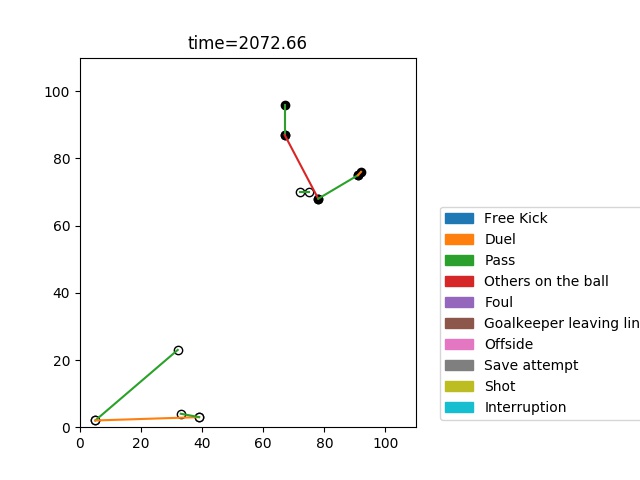 time=2072.66
100
80
60
40
20
0
0 20 40 60 80 100
Free Kick
Duel
Pass
Others on the ball
Foul
Goalkeeper leaving lin
Offside
Save attempt
Shot
Interruption